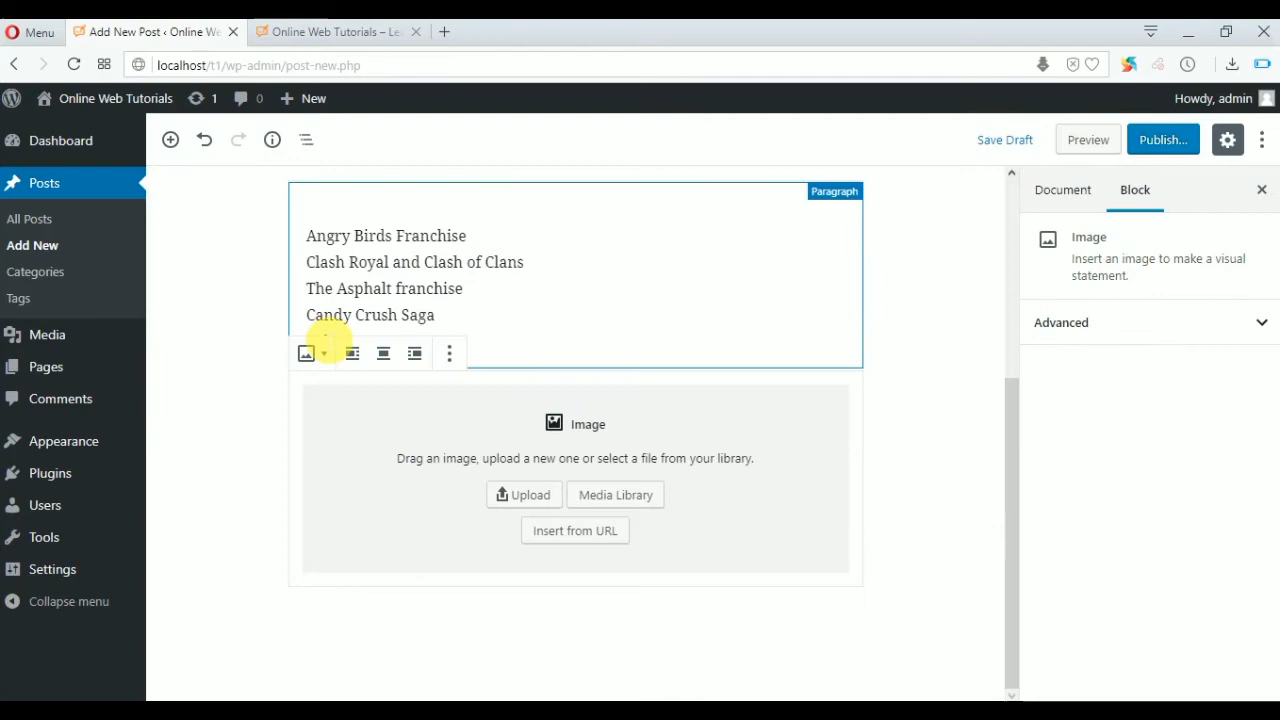 Menu
Add New Post ‹ Online We
Online Web Tutorials – Le
localhost/t1/wp-admin/post-new.php
Online Web Tutorials
1
0
New
Howdy, admin
Dashboard
Posts
All Posts
Add New
Categories
Tags
Media
Pages
Comments
Appearance
Plugins
Users
Tools
Settings
Collapse menu
Save Draft
Preview
Publish...
Paragraph
Angry Birds Franchise
Clash Royal and Clash of Clans
The Asphalt franchise
Candy Crush Saga
Image
Drag an image, upload a new one or select a file from your library.
Upload
Media Library
Insert from URL
Document
Block
Image
Insert an image to make a visual
statement.
Advanced